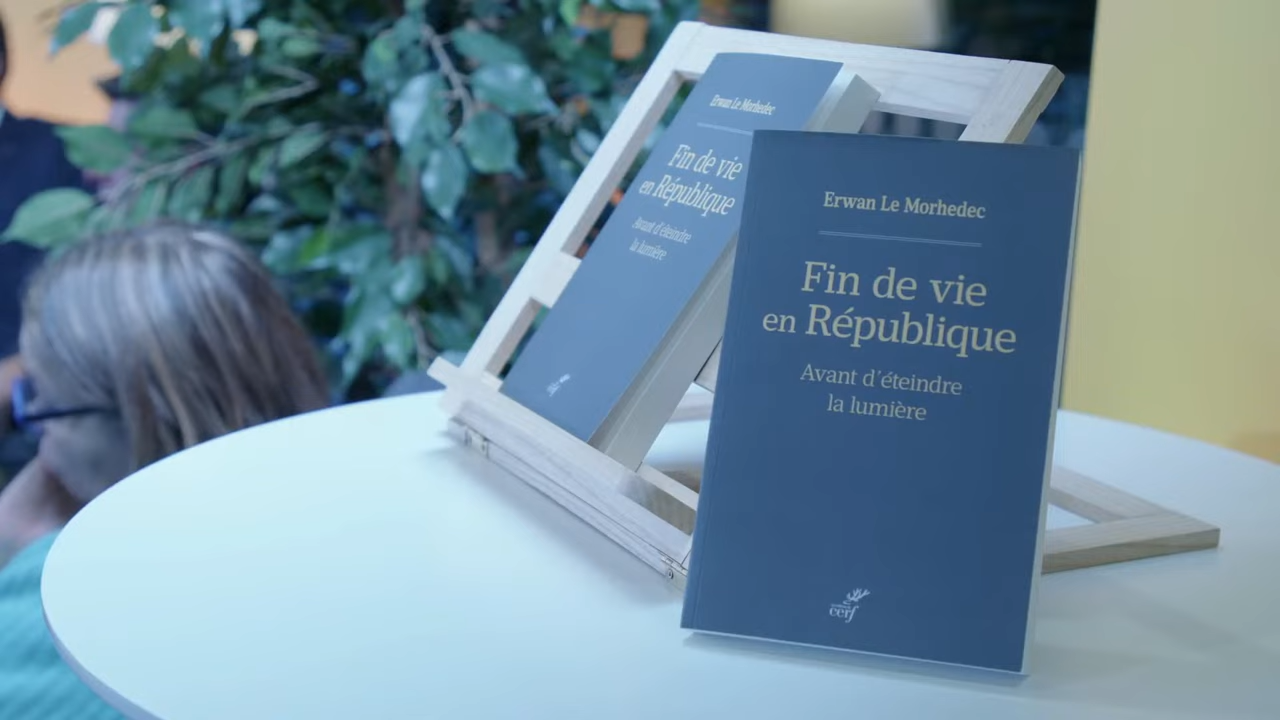 Erwan Le Morhedec
Fin de vie
en République
Avant d'éteindre
la lumière
Erwan Le Morhedec
Fin de vie
en République
Avant d'éteindre
la lumière
cerf